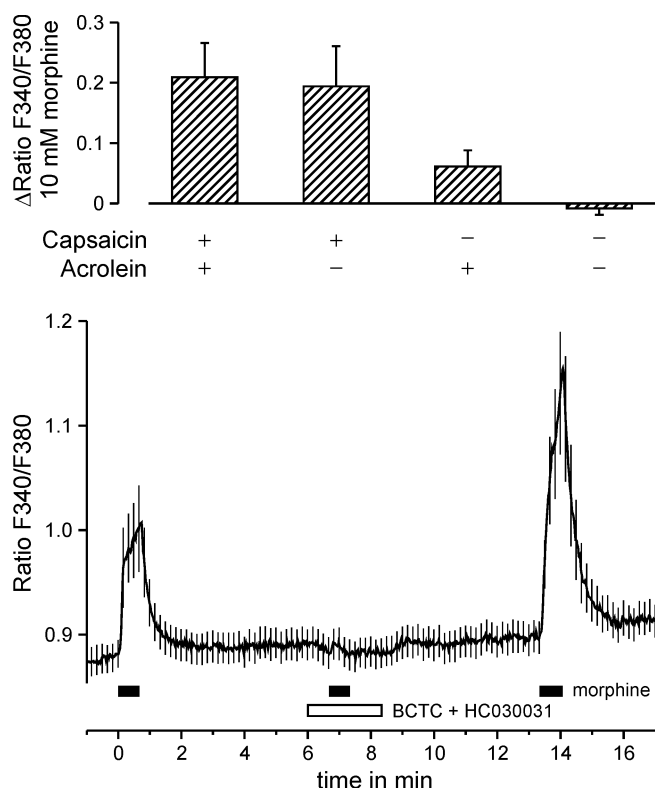 ΔRatio F340/F380
10 mM morphine
0.3
0.2
0.1
0
Capsaicin + + − −
Acrolein + − + −
Ratio F340/F380
1.2
1.1
1.0
0.9
morphine
BCTC + HC030031
0 2 4 6 8 10 12 14 16
time in min